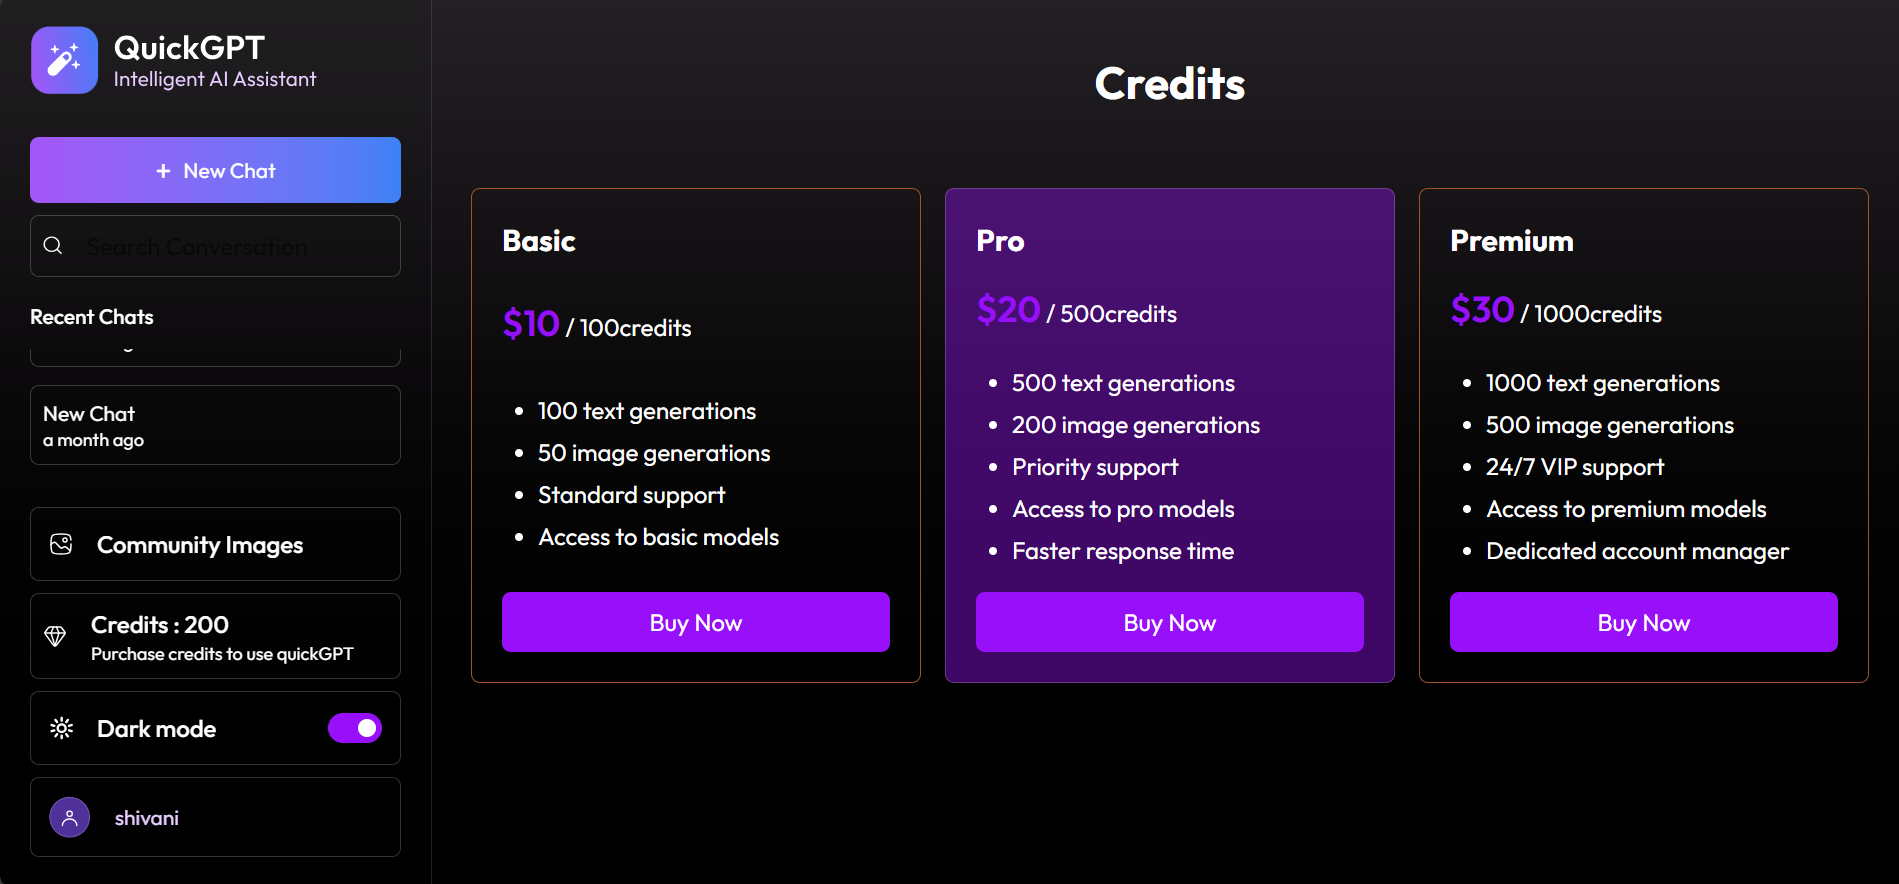 QuickGPT
Intelligent AI Assistant
+ New Chat
Search Conversation
Recent Chats
New Chat
a month ago
Community Images
Credits : 200
Purchase credits to use quickGPT
Dark mode
shivani
Credits
Basic
$10 / 100credits
100 text generations
50 image generations
Standard support
Access to basic models
Buy Now
Pro
$20 / 500credits
500 text generations
200 image generations
Priority support
Access to pro models
Faster response time
Buy Now
Premium
$30 / 1000credits
1000 text generations
500 image generations
24/7 VIP support
Access to premium models
Dedicated account manager
Buy Now